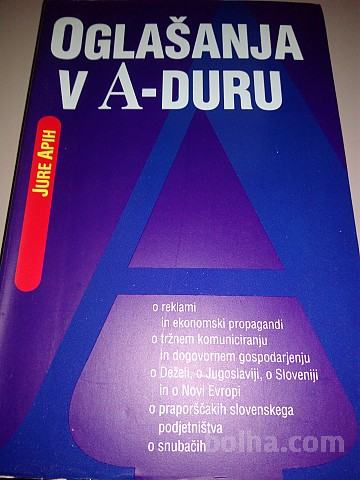 OGLAŠANJA
V A-DURU
JURE APIH
o reklami
in ekonomski propagandi
o tržnem komuniciranju
in dogovornem gospodarjenju
o Deželi, o Jugoslaviji, o Sloveniji
in o Novi Evropi
o praporščakih slovenskega
podjetništva
o snubačih
bolha.com